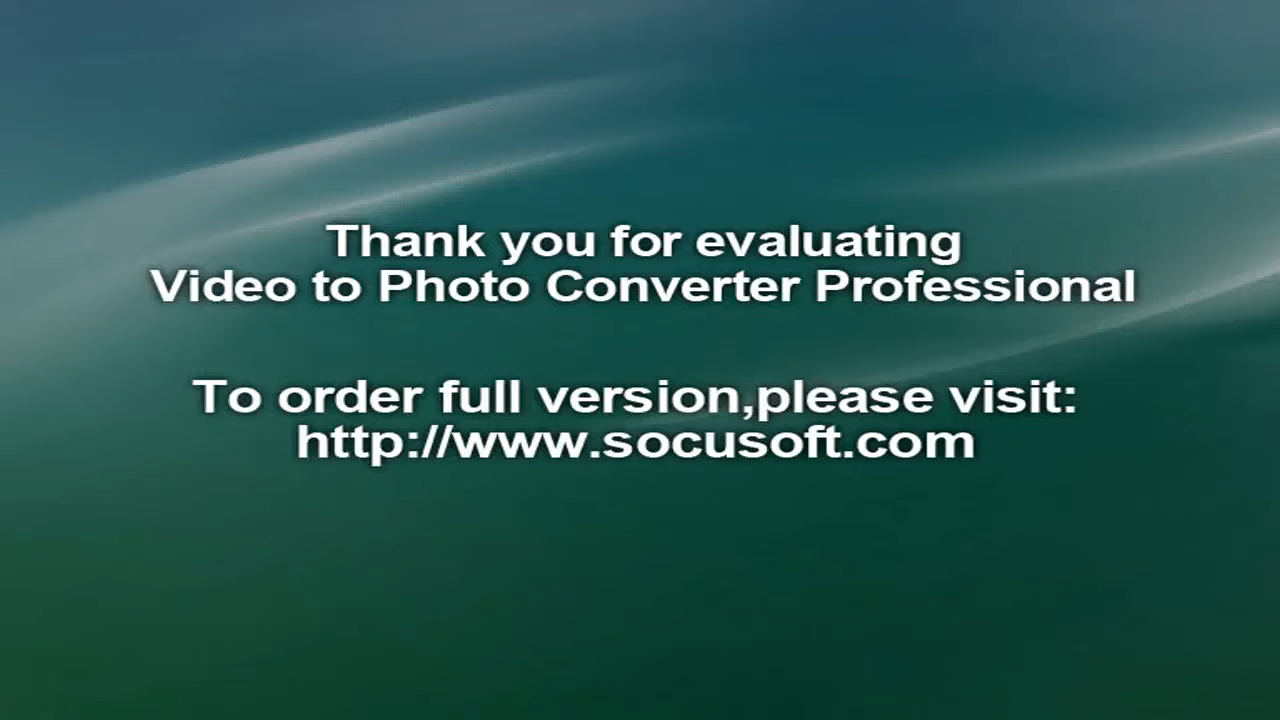 Thank you for evaluating
Video to Photo Converter Professional
To order full version,please visit:
http://www.socusoft.com